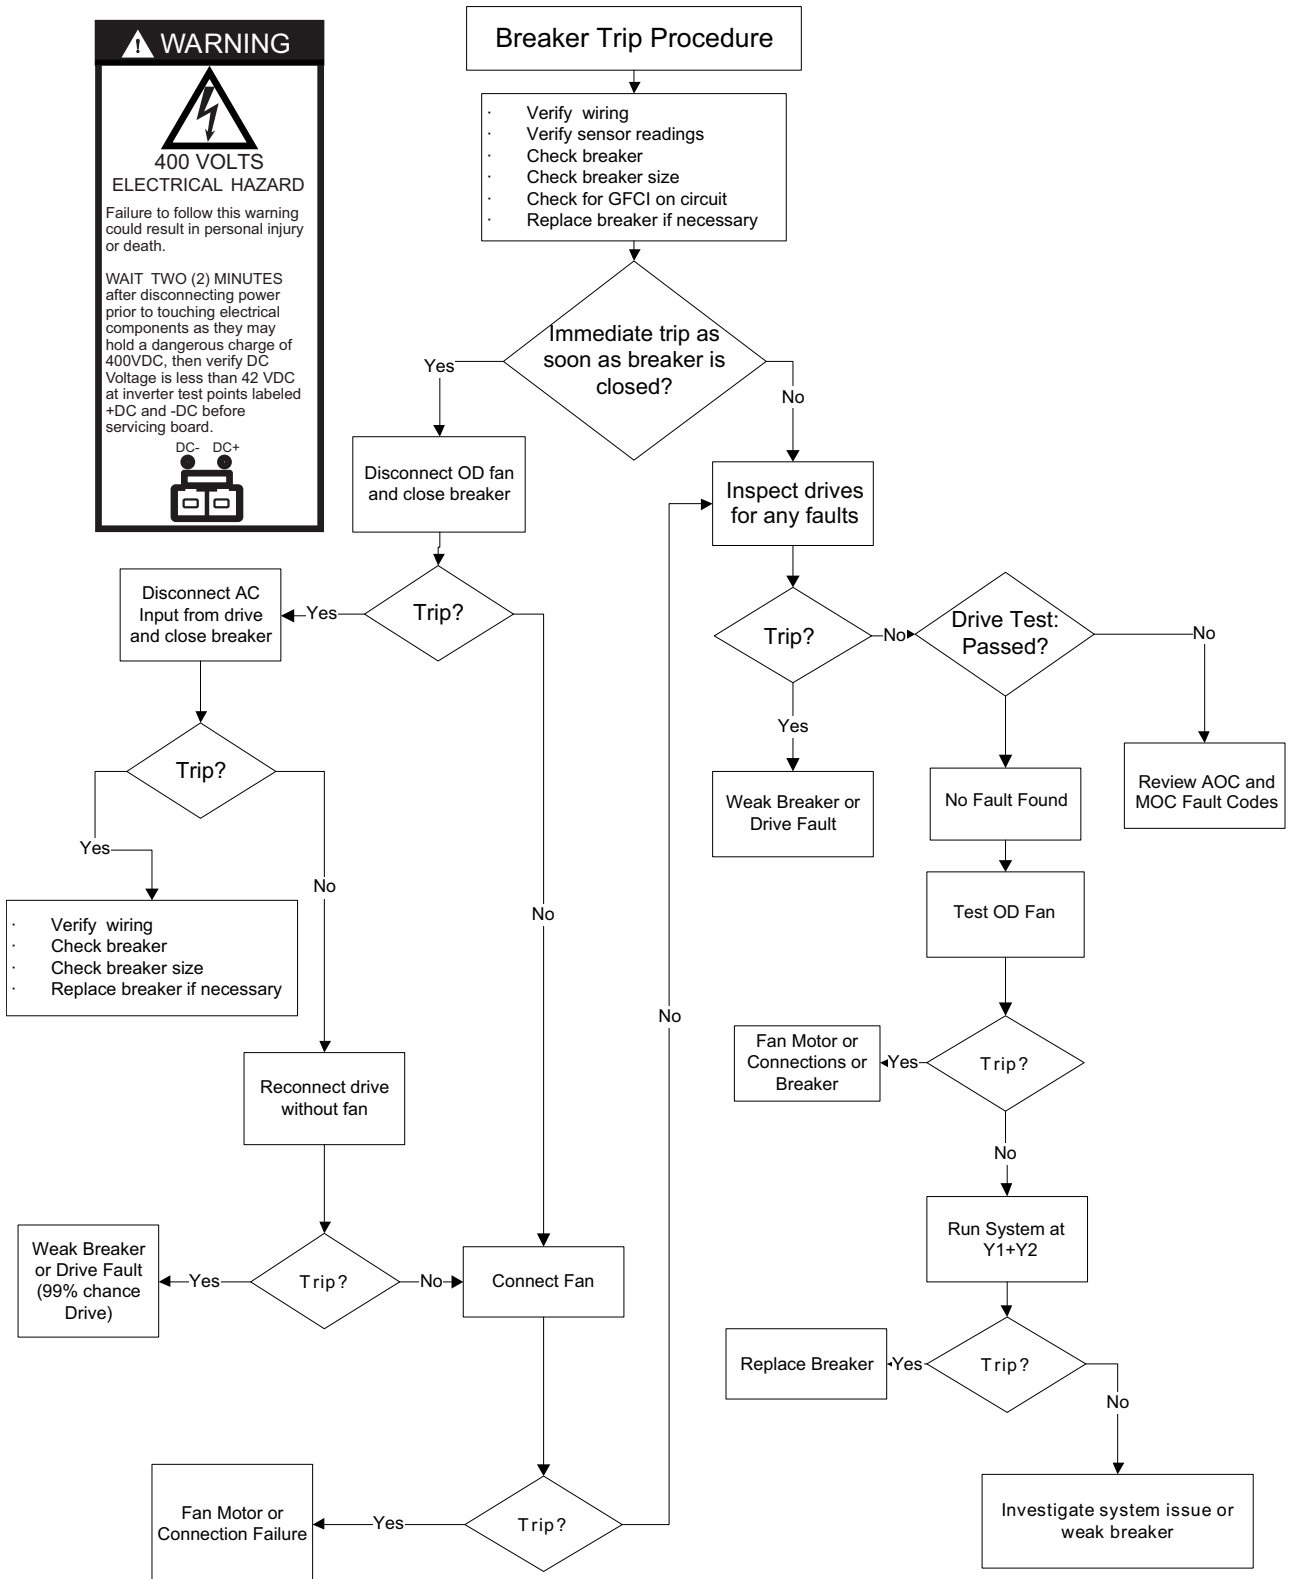 WARNING
400 VOLTS
ELECTRICAL HAZARD
Failure to follow this warning
could result in personal injury
or death.
WAIT TWO (2) MINUTES
after disconnecting power
prior to touching electrical
components as they may
hold a dangerous charge of
400VDC, then verify DC
Voltage is less than 42 VDC
at inverter test points labeled
+DC and -DC before
servicing board.
DC- DC+
Breaker Trip Procedure
· Verify wiring
· Verify sensor readings
· Check breaker
· Check breaker size
· Check for GFCI on circuit
· Replace breaker if necessary
Immediate trip as
soon as breaker is
closed?
Yes
No
Disconnect OD fan
and close breaker
Inspect drives
for any faults
Disconnect AC
Input from drive
and close breaker
Yes
Trip?
Trip?
No
Drive Test:
Passed?
No
Yes
Trip?
Weak Breaker or
Drive Fault
No Fault Found
Review AOC and
MOC Fault Codes
Yes
No
No
· Verify wiring
· Check breaker
· Check breaker size
· Replace breaker if necessary
Test OD Fan
No
Fan Motor or
Connections or
Breaker
Yes
Trip?
Reconnect drive
without fan
No
Weak Breaker
or Drive Fault
(99% chance
Drive)
Yes
Trip?
No
Connect Fan
Run System at
Y1+Y2
Replace Breaker
Yes
Trip?
No
Fan Motor or
Connection Failure
Yes
Trip?
Investigate system issue or
weak breaker